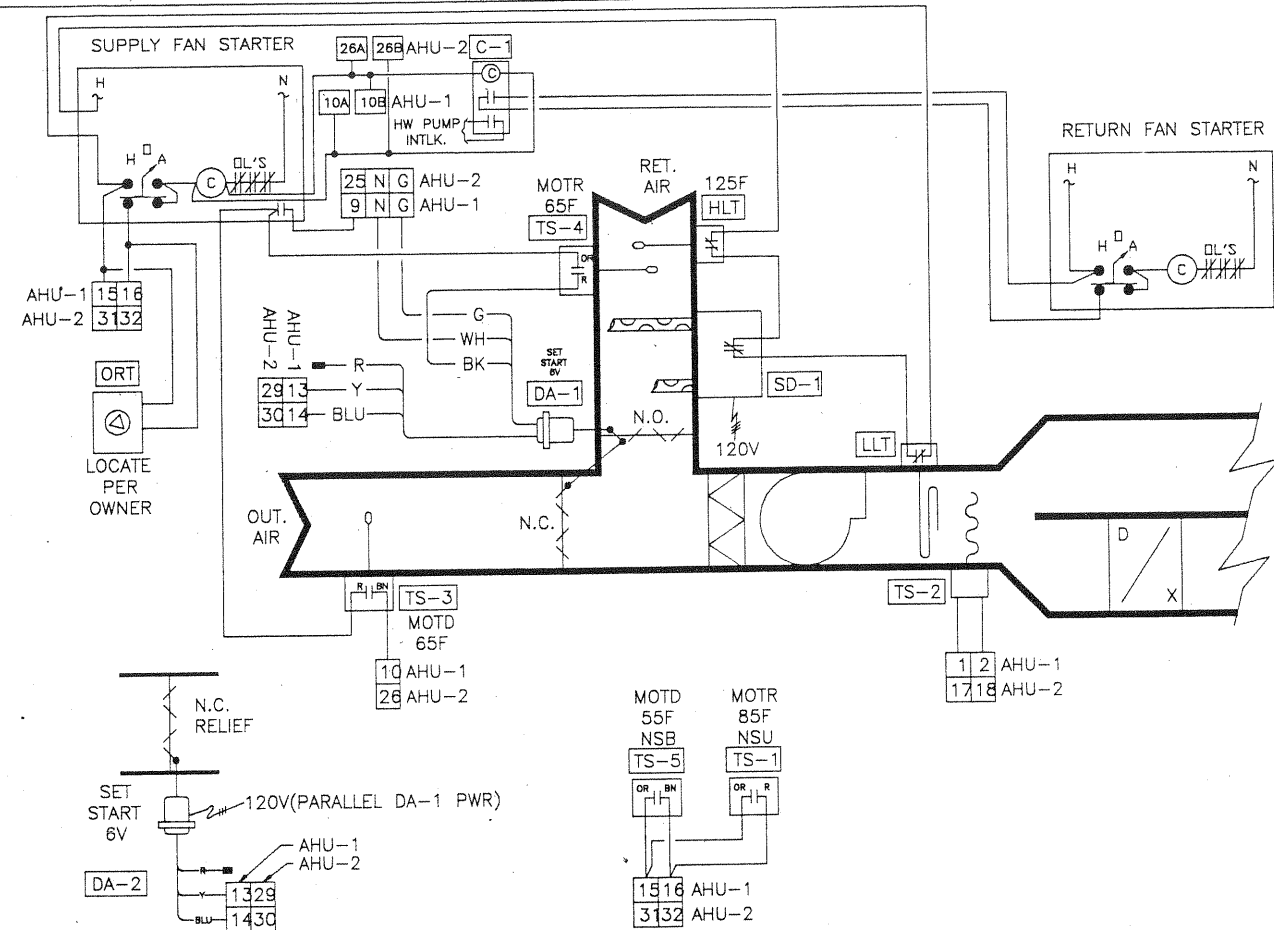 SUPPLY FAN STARTER
26A 26B AHU-2 C-1
H N C
10A 10B AHU-1
HW PUMP
INTLK.
H O A C OL'S
25 N G AHU-2
9 N G AHU-1
RETURN FAN STARTER
H N
H O A C OL'S
MOTR
65F
TS-4
OR
R
RET.
AIR
125F
HLT
AHU-1 15 16
AHU-2 31 32
ORT
LOCATE
PER
OWNER
AHU-1
AHU-2
29 13
30 14
R
Y
BLU
G
WH
BK
SET
START
6V
DA-1
N.O.
SD-1
120V
LLT
OUT.
AIR
N.C.
D
X
R BN
TS-3
MOTD
65F
10 AHU-1
26 AHU-2
TS-2
1 2 AHU-1
17 18 AHU-2
N.C.
RELIEF
SET
START
6V
120V(PARALLEL DA-1 PWR)
DA-2
R
Y
BLU
AHU-1
AHU-2
13 29
14 30
MOTD
55F
NSB
TS-5
OR BN
MOTR
85F
NSU
TS-1
OR R
15 16 AHU-1
31 32 AHU-2